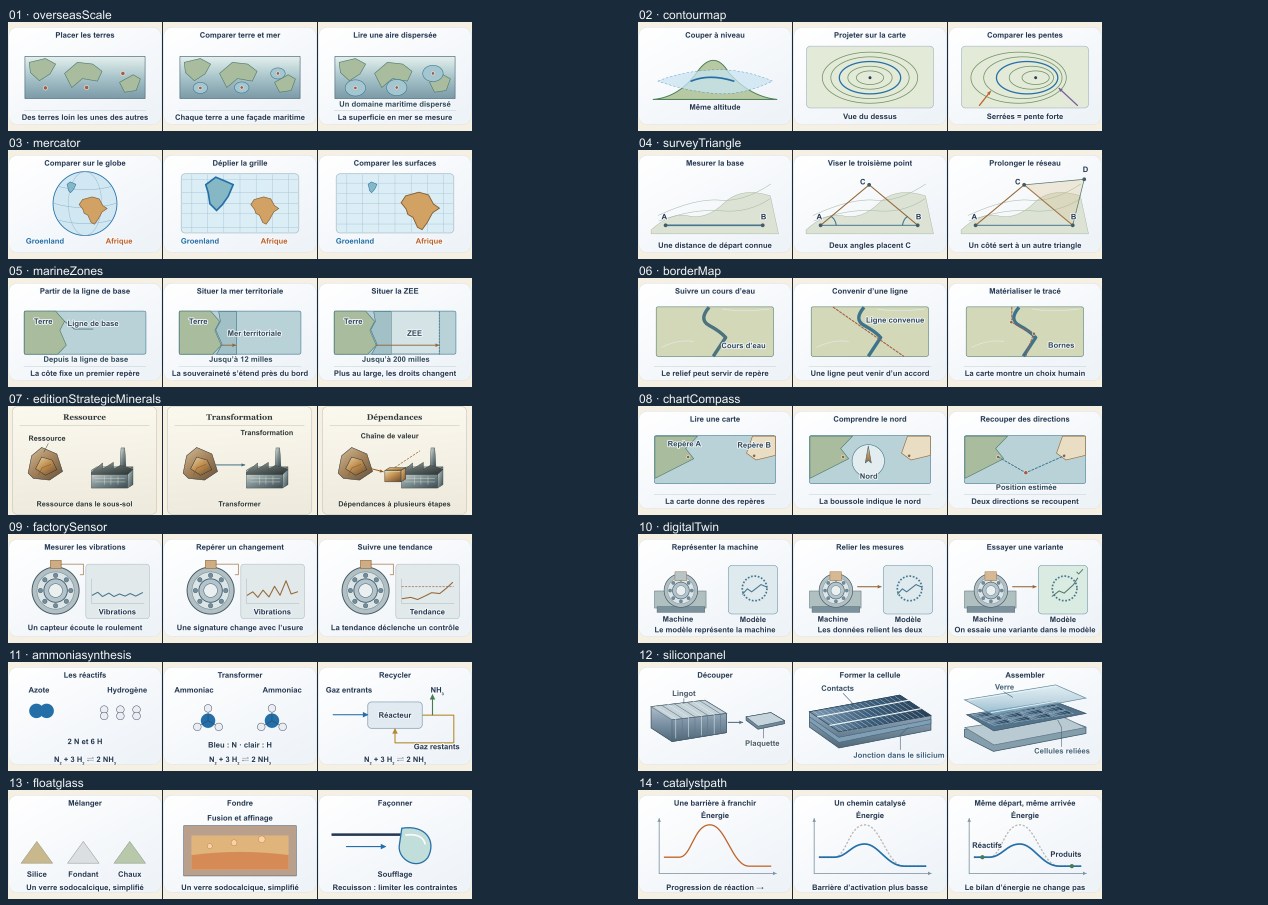 01 · overseasScale
Placer les terres
Comparer terre et mer
Lire une aire dispersée
Un domaine maritime dispersé
Des terres loin les unes des autres
Chaque terre a une façade maritime
La superficie en mer se mesure
02 · contourmap
Couper à niveau
Projeter sur la carte
Comparer les pentes
Même altitude
Vue du dessus
Serrées = pente forte
03 · mercator
Comparer sur le globe
Déplier la grille
Comparer les surfaces
Groenland
Afrique
Groenland
Afrique
Groenland
Afrique
04 · surveyTriangle
Mesurer la base
Viser le troisième point
Prolonger le réseau
A
B
C
A
B
C
D
A
B
Une distance de départ connue
Deux angles placent C
Un côté sert à un autre triangle
05 · marineZones
Partir de la ligne de base
Situer la mer territoriale
Situer la ZEE
Terre
Ligne de base
Terre
Mer territoriale
Terre
ZEE
Depuis la ligne de base
Jusqu'à 12 milles
Jusqu'à 200 milles
La côte fixe un premier repère
La souveraineté s'étend près du bord
Plus au large, les droits changent
06 · borderMap
Suivre un cours d'eau
Convenir d'une ligne
Matérialiser le tracé
Cours d'eau
Ligne convenue
Bornes
Le relief peut servir de repère
Une ligne peut venir d'un accord
La carte montre un choix humain
07 · editionStrategicMinerals
Ressource
Transformation
Dépendances
Ressource
Transformation
Chaîne de valeur
Ressource dans le sous-sol
Transformer
Dépendances à plusieurs étapes
08 · chartCompass
Lire une carte
Comprendre le nord
Recouper des directions
Repère A
Repère B
Nord
Position estimée
La carte donne des repères
La boussole indique le nord
Deux directions se recoupent
09 · factorySensor
Mesurer les vibrations
Repérer un changement
Suivre une tendance
Vibrations
Vibrations
Tendance
Un capteur écoute le roulement
Une signature change avec l'usure
La tendance déclenche un contrôle
10 · digitalTwin
Représenter la machine
Relier les mesures
Essayer une variante
Machine
Modèle
Machine
Modèle
Machine
Modèle
Le modèle représente la machine
Les données relient les deux
On essaie une variante dans le modèle
11 · ammoniasynthesis
Les réactifs
Transformer
Recycler
Azote
Hydrogène
Ammoniac
Ammoniac
Gaz entrants
NH₃
Réacteur
Gaz restants
2 N et 6 H
Bleu : N · clair : H
N₂ + 3 H₂ ⇌ 2 NH₃
N₂ + 3 H₂ ⇌ 2 NH₃
N₂ + 3 H₂ ⇌ 2 NH₃
12 · siliconpanel
Découper
Former la cellule
Assembler
Lingot
Plaquette
Contacts
Jonction dans le silicium
Verre
Cellules reliées
13 · floatglass
Mélanger
Fondre
Façonner
Fusion et affinage
Silice
Fondant
Chaux
Soufflage
Un verre sodocalcique, simplifié
Un verre sodocalcique, simplifié
Recuisson : limiter les contraintes
14 · catalystpath
Une barrière à franchir
Un chemin catalysé
Même départ, même arrivée
Énergie
Énergie
Énergie
Réactifs
Produits
Progression de réaction →
Barrière d'activation plus basse
Le bilan d'énergie ne change pas